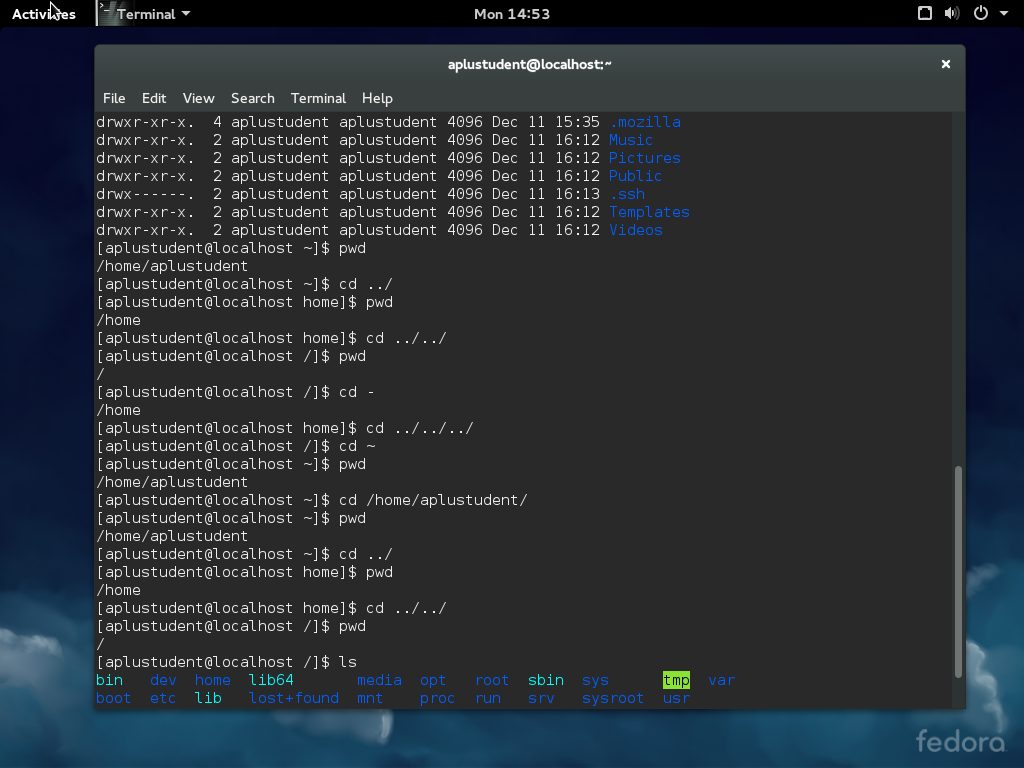 Activities Terminal Mon 14:53
aplustudent@localhost:~
File Edit View Search Terminal Help
drwxr-xr-x.  4 aplustudent aplustudent 4096 Dec 11 15:35 .mozilla
drwxr-xr-x.  2 aplustudent aplustudent 4096 Dec 11 16:12 Music
drwxr-xr-x.  2 aplustudent aplustudent 4096 Dec 11 16:12 Pictures
drwxr-xr-x.  2 aplustudent aplustudent 4096 Dec 11 16:12 Public
drwx------.  2 aplustudent aplustudent 4096 Dec 11 16:13 .ssh
drwxr-xr-x.  2 aplustudent aplustudent 4096 Dec 11 16:12 Templates
drwxr-xr-x.  2 aplustudent aplustudent 4096 Dec 11 16:12 Videos
[aplustudent@localhost ~]$ pwd
/home/aplustudent
[aplustudent@localhost ~]$ cd ../
[aplustudent@localhost home]$ pwd
/home
[aplustudent@localhost home]$ cd ../../
[aplustudent@localhost /]$ pwd
/
[aplustudent@localhost /]$ cd -
/home
[aplustudent@localhost home]$ cd ../../../
[aplustudent@localhost /]$ cd ~
[aplustudent@localhost ~]$ pwd
/home/aplustudent
[aplustudent@localhost ~]$ cd /home/aplustudent/
[aplustudent@localhost ~]$ pwd
/home/aplustudent
[aplustudent@localhost ~]$ cd ../
[aplustudent@localhost home]$ pwd
/home
[aplustudent@localhost home]$ cd ../../
[aplustudent@localhost /]$ pwd
/
[aplustudent@localhost /]$ ls
bin   dev  home  lib64       media  opt   root  sbin  sys      tmp  var
boot  etc  lib   lost+found  mnt    proc  run   srv   sysroot  usr
fedora